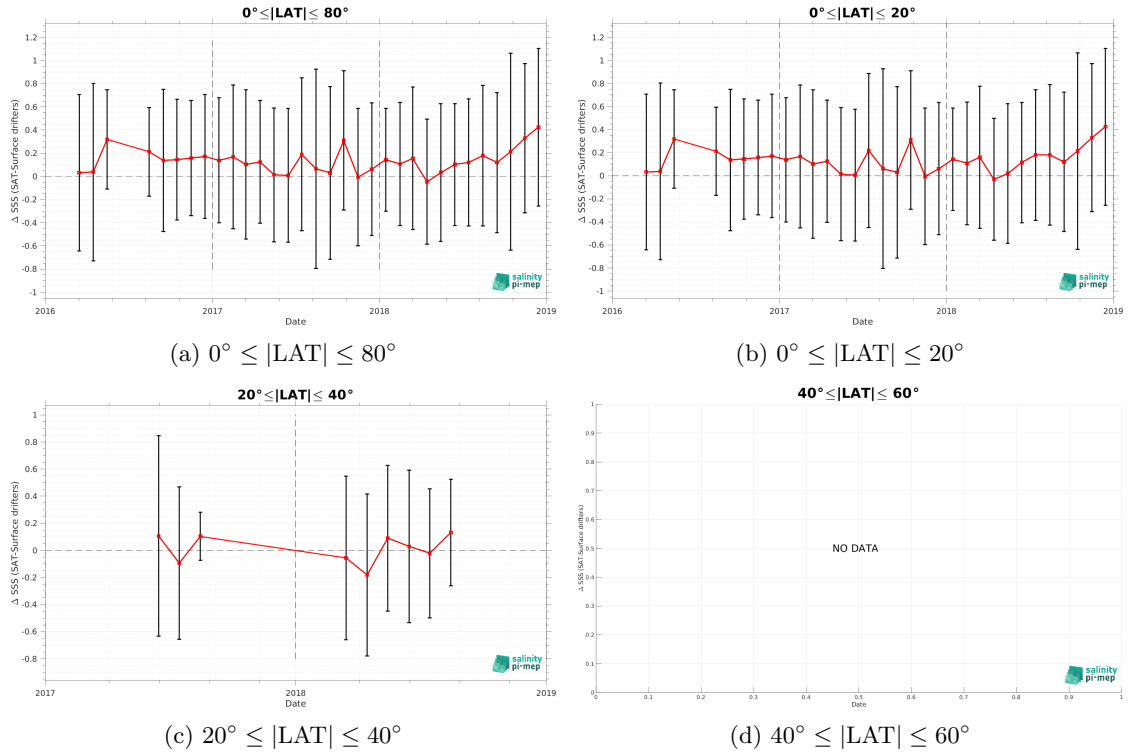 0°≤|LAT|≤ 80°
1.2
1
0.8
0.6
0.4
0.2
0
-0.2
-0.4
-0.6
-0.8
-1
Δ SSS (SAT-Surface drifters)
2016
2017
2018
2019
Date
salinity
pi-mep
(a) 0° ≤ |LAT| ≤ 80°
0°≤|LAT|≤ 20°
1.2
1
0.8
0.6
0.4
0.2
0
-0.2
-0.4
-0.6
-0.8
-1
Δ SSS (SAT-Surface drifters)
2016
2017
2018
2019
Date
salinity
pi-mep
(b) 0° ≤ |LAT| ≤ 20°
20°≤|LAT|≤ 40°
1
0.8
0.6
0.4
0.2
0
-0.2
-0.4
-0.6
-0.8
Δ SSS (SAT-Surface drifters)
2017
2018
2019
Date
salinity
pi-mep
(c) 20° ≤ |LAT| ≤ 40°
40°≤|LAT|≤ 60°
1
0.9
0.8
0.7
0.6
0.5
0.4
0.3
0.2
0.1
0
Δ SSS (SAT-Surface drifters)
NO DATA
0
0.1
0.2
0.3
0.4
0.5
0.6
0.7
0.8
0.9
1
Date
salinity
pi-mep
(d) 40° ≤ |LAT| ≤ 60°